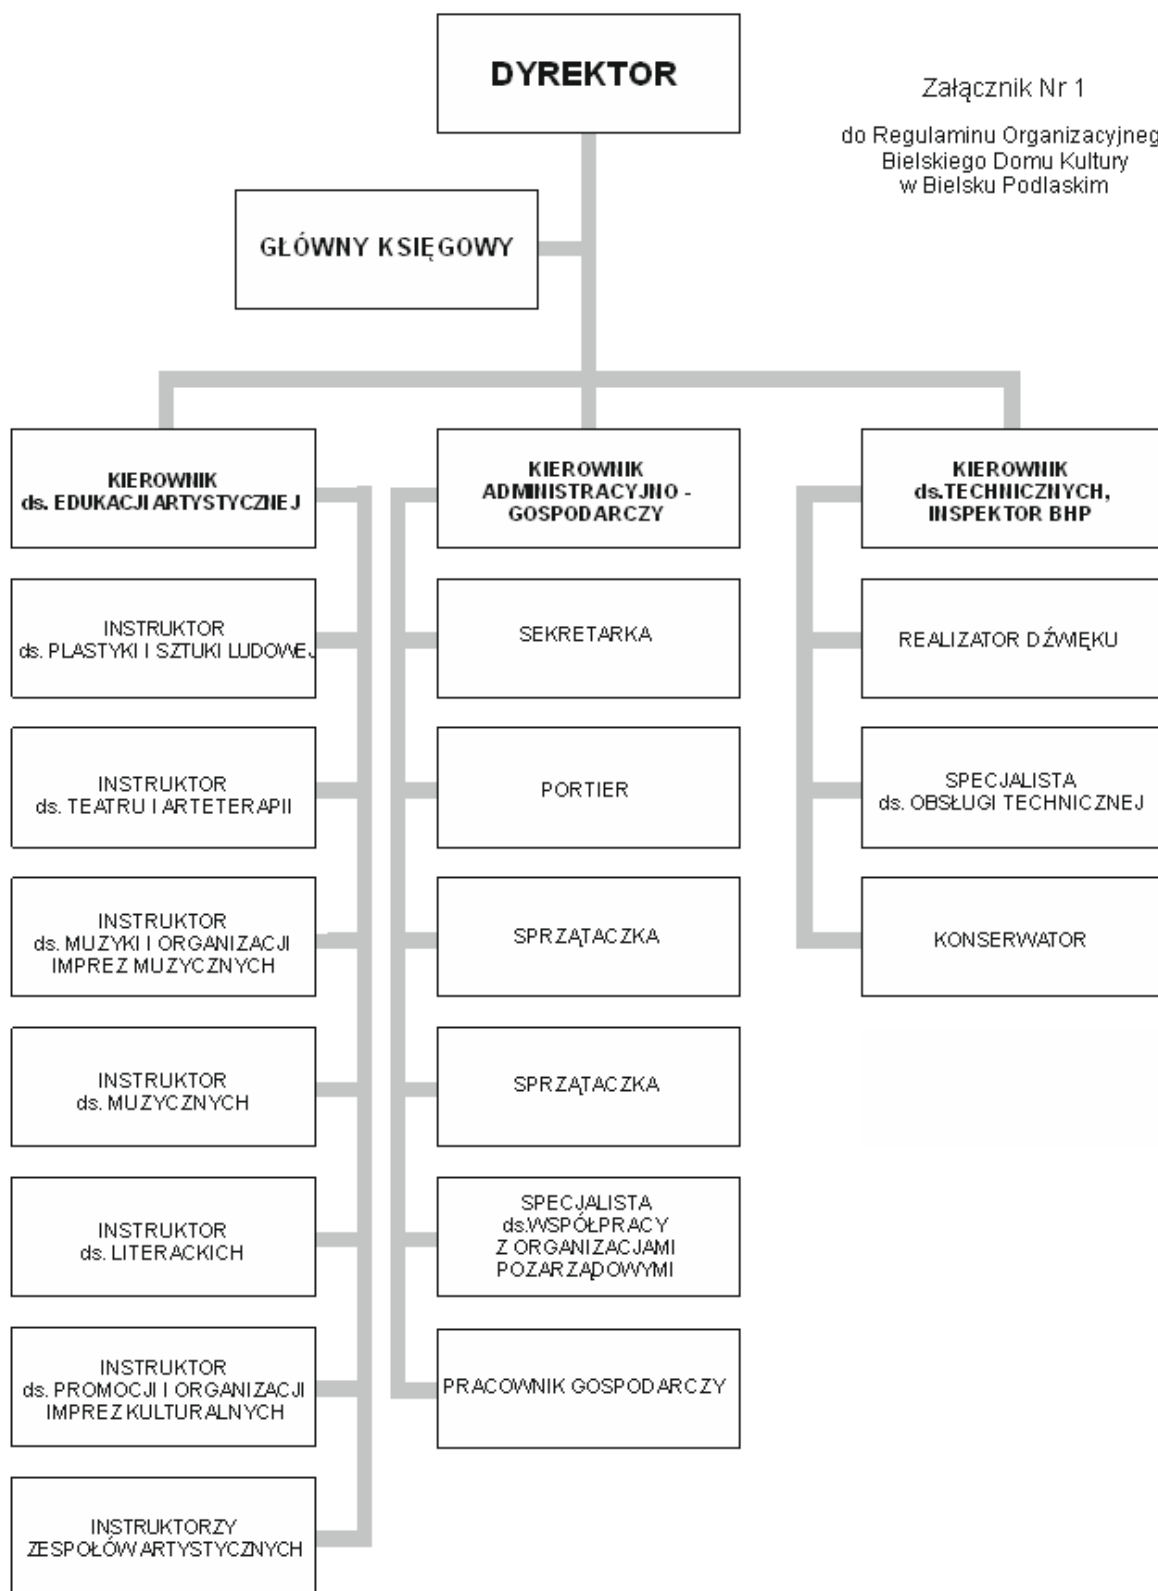 DYREKTOR
Załącznik Nr 1
do Regulaminu Organizacyjneg
Bielskiego Domu Kultury
w Bielsku Podlaskim
GŁÓWNY KSIĘGOWY
KIEROWNIK
ds. EDUKACJI ARTYSTYCZNEJ
INSTRUKTOR
ds. PLASTYKI I SZTUKI LUDOWEJ
INSTRUKTOR
ds. TEATRU I ARTETERAPII
INSTRUKTOR
ds. MUZYKI I ORGANIZACJI
IMPREZ MUZYCZNYCH
INSTRUKTOR
ds. MUZYCZNYCH
INSTRUKTOR
ds. LITERACKICH
INSTRUKTOR
ds. PROMOCJI I ORGANIZACJI
IMPREZ KULTURALNYCH
INSTRUKTORZY
ZESPOŁÓW ARTYSTYCZNYCH
KIEROWNIK
ADMINISTRACYJNO -
GOSPODARCZY
SEKRETARKA
PORTIER
SPRZĄTACZKA
SPRZĄTACZKA
SPECJALISTA
ds.WSPÓŁPRACY
Z ORGANIZACJAMI
POZARZĄDOWYMI
PRACOWNIK GOSPODARCZY
KIEROWNIK
ds.TECHNICZNYCH,
INSPEKTOR BHP
REALIZATOR DŹWIĘKU
SPECJALISTA
ds. OBSŁUGI TECHNICZNEJ
KONSERWATOR